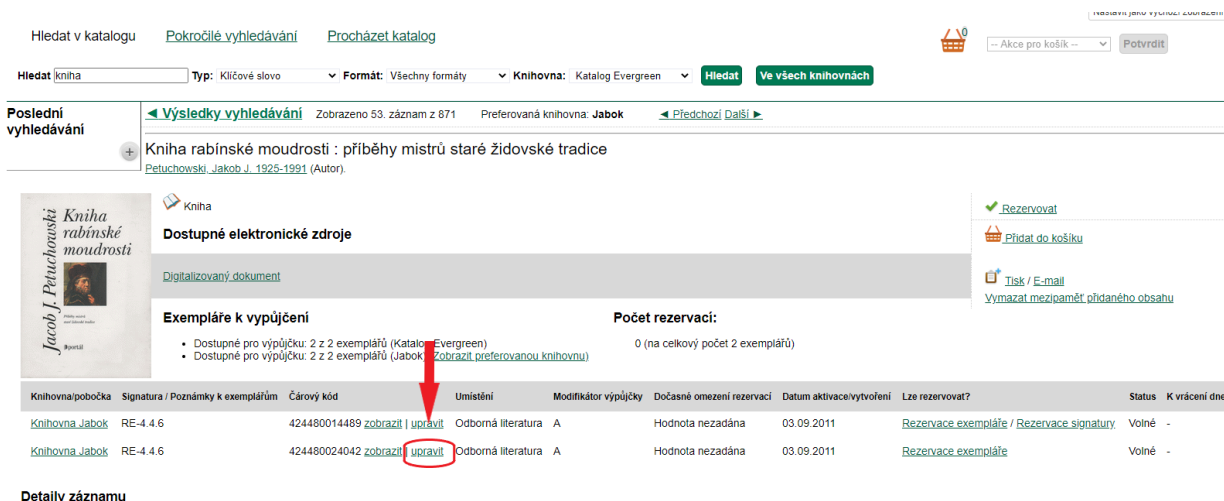 Nastavit jako výchozí zobrazení
Hledat v katalogu Pokročilé vyhledávání Procházet katalog
0 -- Akce pro košík -- Potvrdit
Hledat kniha Typ: Klíčové slovo Formát: Všechny formáty Knihovna: Katalog Evergreen Hledat Ve všech knihovnách
Poslední vyhledávání
◄ Výsledky vyhledávání Zobrazeno 53. záznam z 871 Preferovaná knihovna: Jabok ◄ Předchozí Další ►
+
Kniha rabínské moudrosti : příběhy mistrů staré židovské tradice
Petuchowski, Jakob J. 1925-1991 (Autor).
Jacob J. Petuchowski
Kniha
rabínské
moudrosti
portál
Kniha
Dostupné elektronické zdroje
Digitalizovaný dokument
Rezervovat
Přidat do košíku
Tisk / E-mail
Vymazat mezipaměť přidaného obsahu
Exempláře k vypůjčení
• Dostupné pro výpůjčku: 2 z 2 exemplářů (Katalog Evergreen)
• Dostupné pro výpůjčku: 2 z 2 exemplářů (Jabok) Zobrazit preferovanou knihovnu)
Počet rezervací:
0 (na celkový počet 2 exemplářů)
Knihovna/pobočka Signatura / Poznámky k exemplářům Čárový kód Umístění Modifikátor výpůjčky Dočasné omezení rezervací Datum aktivace/vytvoření Lze rezervovat? Status K vrácení dne
Knihovna Jabok RE-4.4.6 424480014489 zobrazit | upravit Odborná literatura A Hodnota nezadána 03.09.2011 Rezervace exempláře / Rezervace signatury Volné -
Knihovna Jabok RE-4.4.6 424480024042 zobrazit | upravit Odborná literatura A Hodnota nezadána 03.09.2011 Rezervace exempláře Volné -
Detaily záznamu